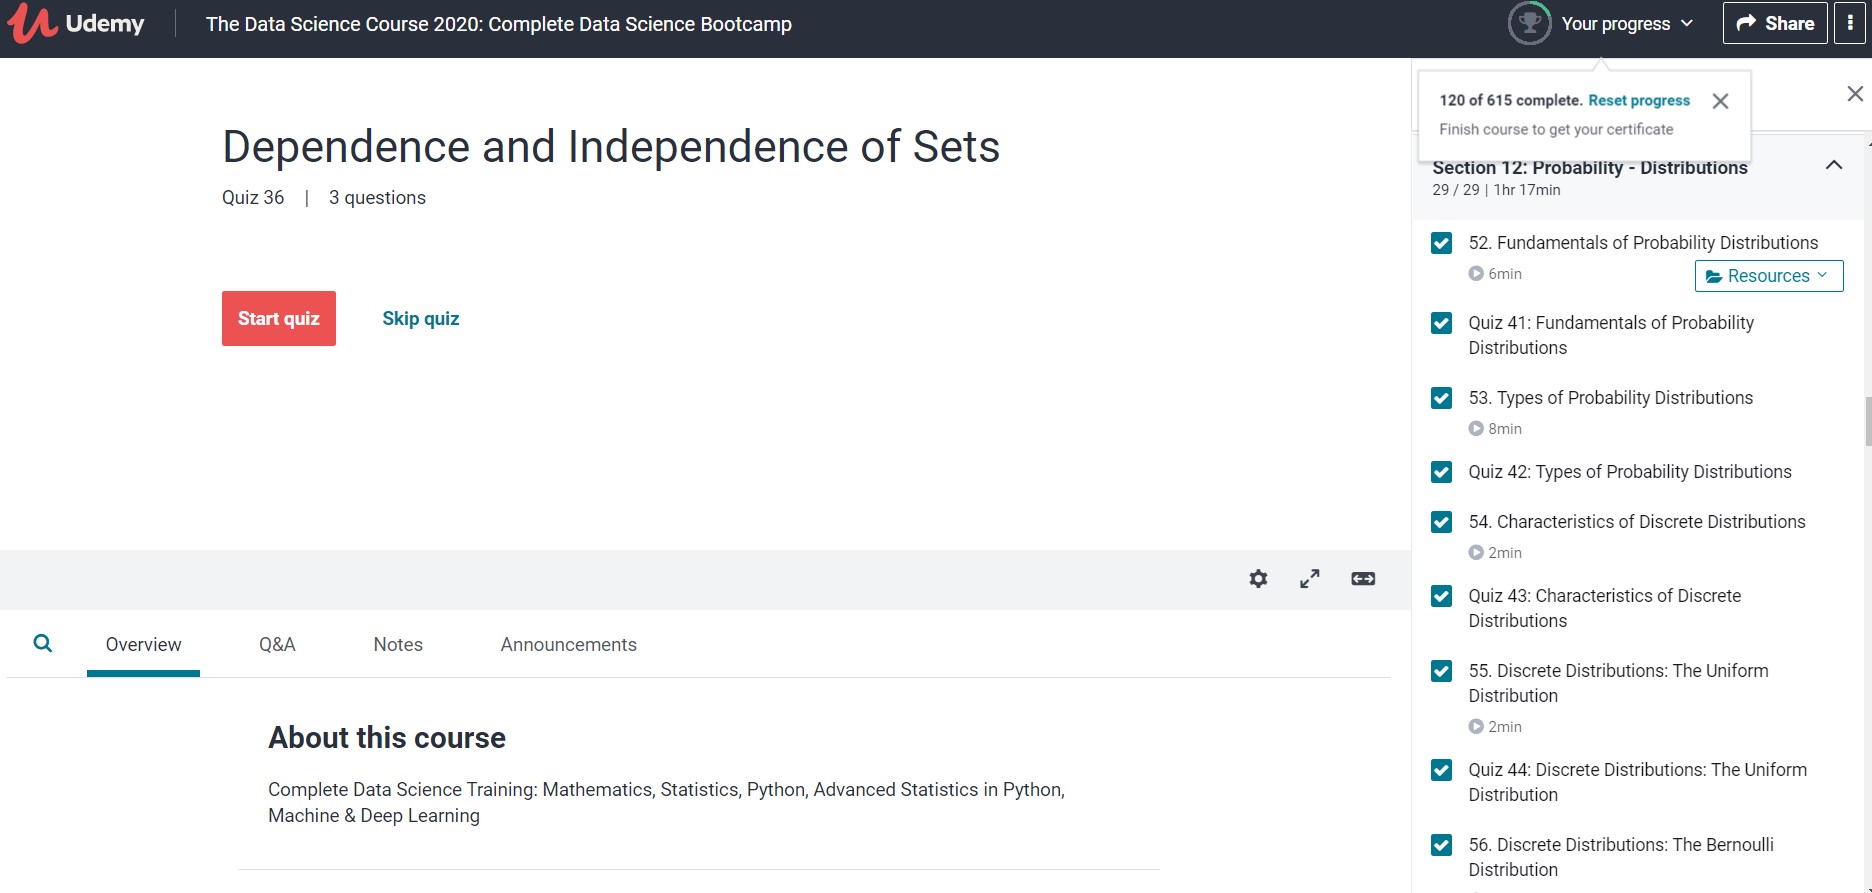 Udemy
The Data Science Course 2020: Complete Data Science Bootcamp
Your progress
Share
120 of 615 complete. Reset progress
Finish course to get your certificate
Dependence and Independence of Sets
Quiz 36 | 3 questions
Start quiz
Skip quiz
Overview
Q&A
Notes
Announcements
About this course
Complete Data Science Training: Mathematics, Statistics, Python, Advanced Statistics in Python,
Machine & Deep Learning
Section 12: Probability - Distributions
29 / 29 | 1hr 17min
52. Fundamentals of Probability Distributions
6min
Resources
Quiz 41: Fundamentals of Probability
Distributions
53. Types of Probability Distributions
8min
Quiz 42: Types of Probability Distributions
54. Characteristics of Discrete Distributions
2min
Quiz 43: Characteristics of Discrete
Distributions
55. Discrete Distributions: The Uniform
Distribution
2min
Quiz 44: Discrete Distributions: The Uniform
Distribution
56. Discrete Distributions: The Bernoulli
Distribution